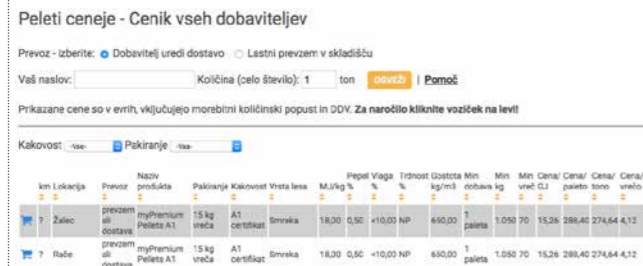 Peleti ceneje - Cenik vseh dobaviteljev
Prevoz - izberite: Dobavitelj uredi dostavo Lastni prevzem v skladišču
Vaš naslov: Količina (celo število): 1 ton OSVEŽI | Pomoč
Prikazane cene so v evrih, vključujejo morebitni količinski popust in DDV. Za naročilo kliknite voziček na levi!
Kakovost -Vse- Pakiranje -Vse-
km Lokacija Prevoz Naziv produkta Pakiranje Kakovost Vrsta lesa MJ/kg Pepel % Vlaga % Trdnost % Gostota kg/m3 Min dobava Min kg Min vreč Cena/ GJ Cena/ paleto Cena/ tono Cena/ vrečo
? Žalec prevzem ali dostava myPremium Pellets A1 15 kg vreča A1 certifikat Smreka 18,00 0,50 <10,00 NP 650,00 1 paleta 1.050 70 15,26 288,40 274,64 4,12
? Rače prevzem ali dostava myPremium Pellets A1 15 kg vreča A1 certifikat Smreka 18,00 0,50 <10,00 NP 650,00 1 paleta 1.050 70 15,26 288,40 274,64 4,12